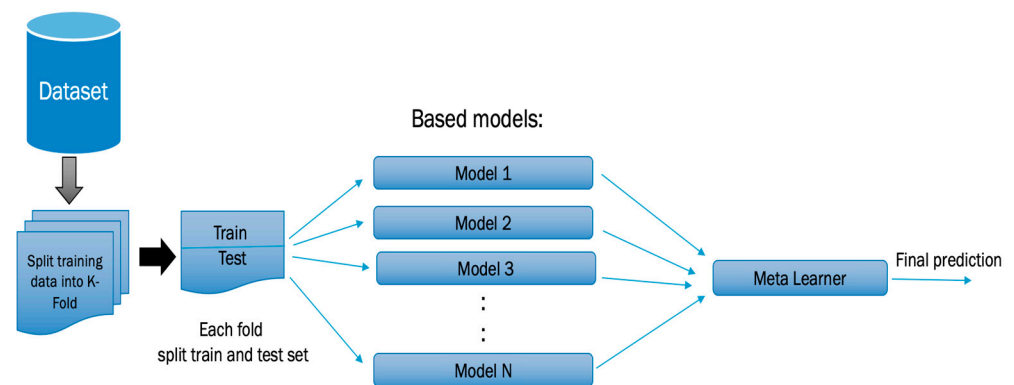 Dataset
Split training
data into K-
Fold
Train
Test
Each fold
split train and test set
Based models:
Model 1
Model 2
Model 3
:
:
Model N
Meta Learner
Final prediction